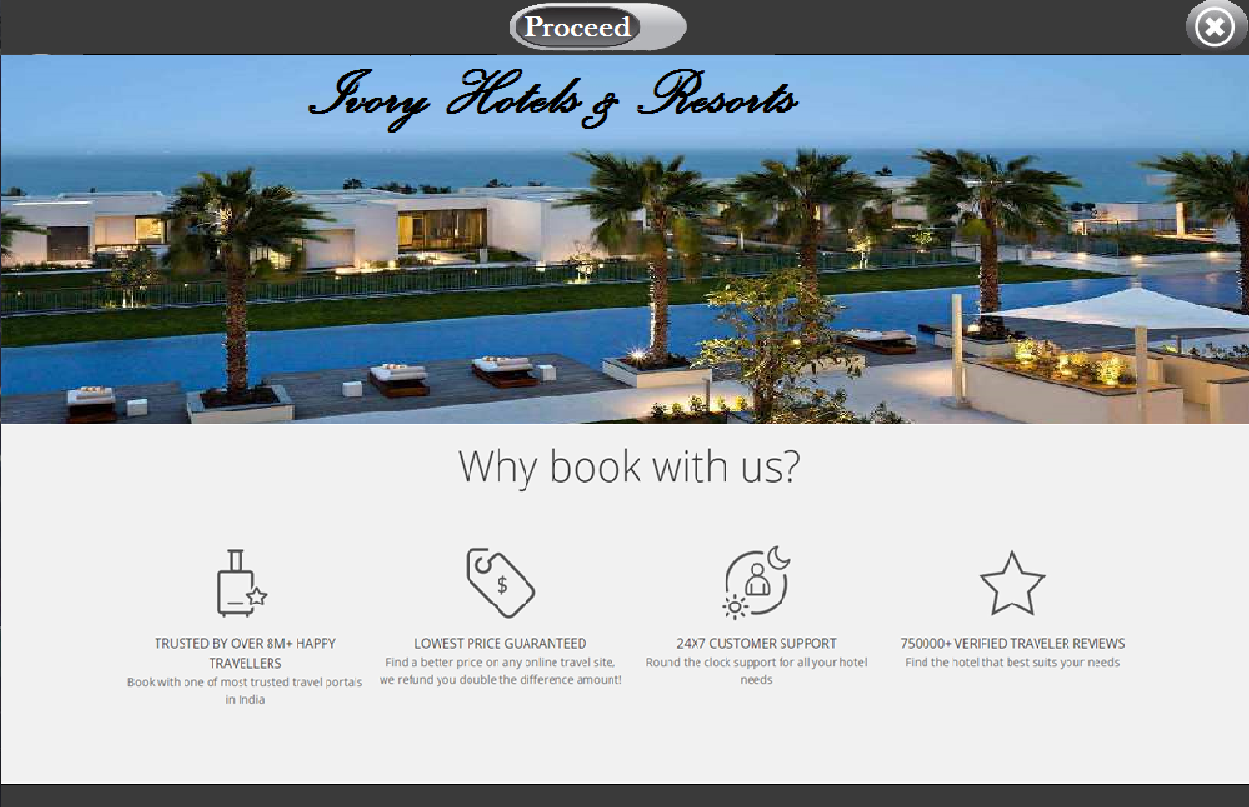 Proceed
Ivory Hotels & Resorts
Why book with us?
TRUSTED BY OVER 8M+ HAPPY
TRAVELLERS
Book with one of most trusted travel portals
in India
LOWEST PRICE GUARANTEED
Find a better price on any online travel site,
we refund you double the difference amount!
24X7 CUSTOMER SUPPORT
Round the clock support for all your hotel
needs
750000+ VERIFIED TRAVELER REVIEWS
Find the hotel that best suits your needs